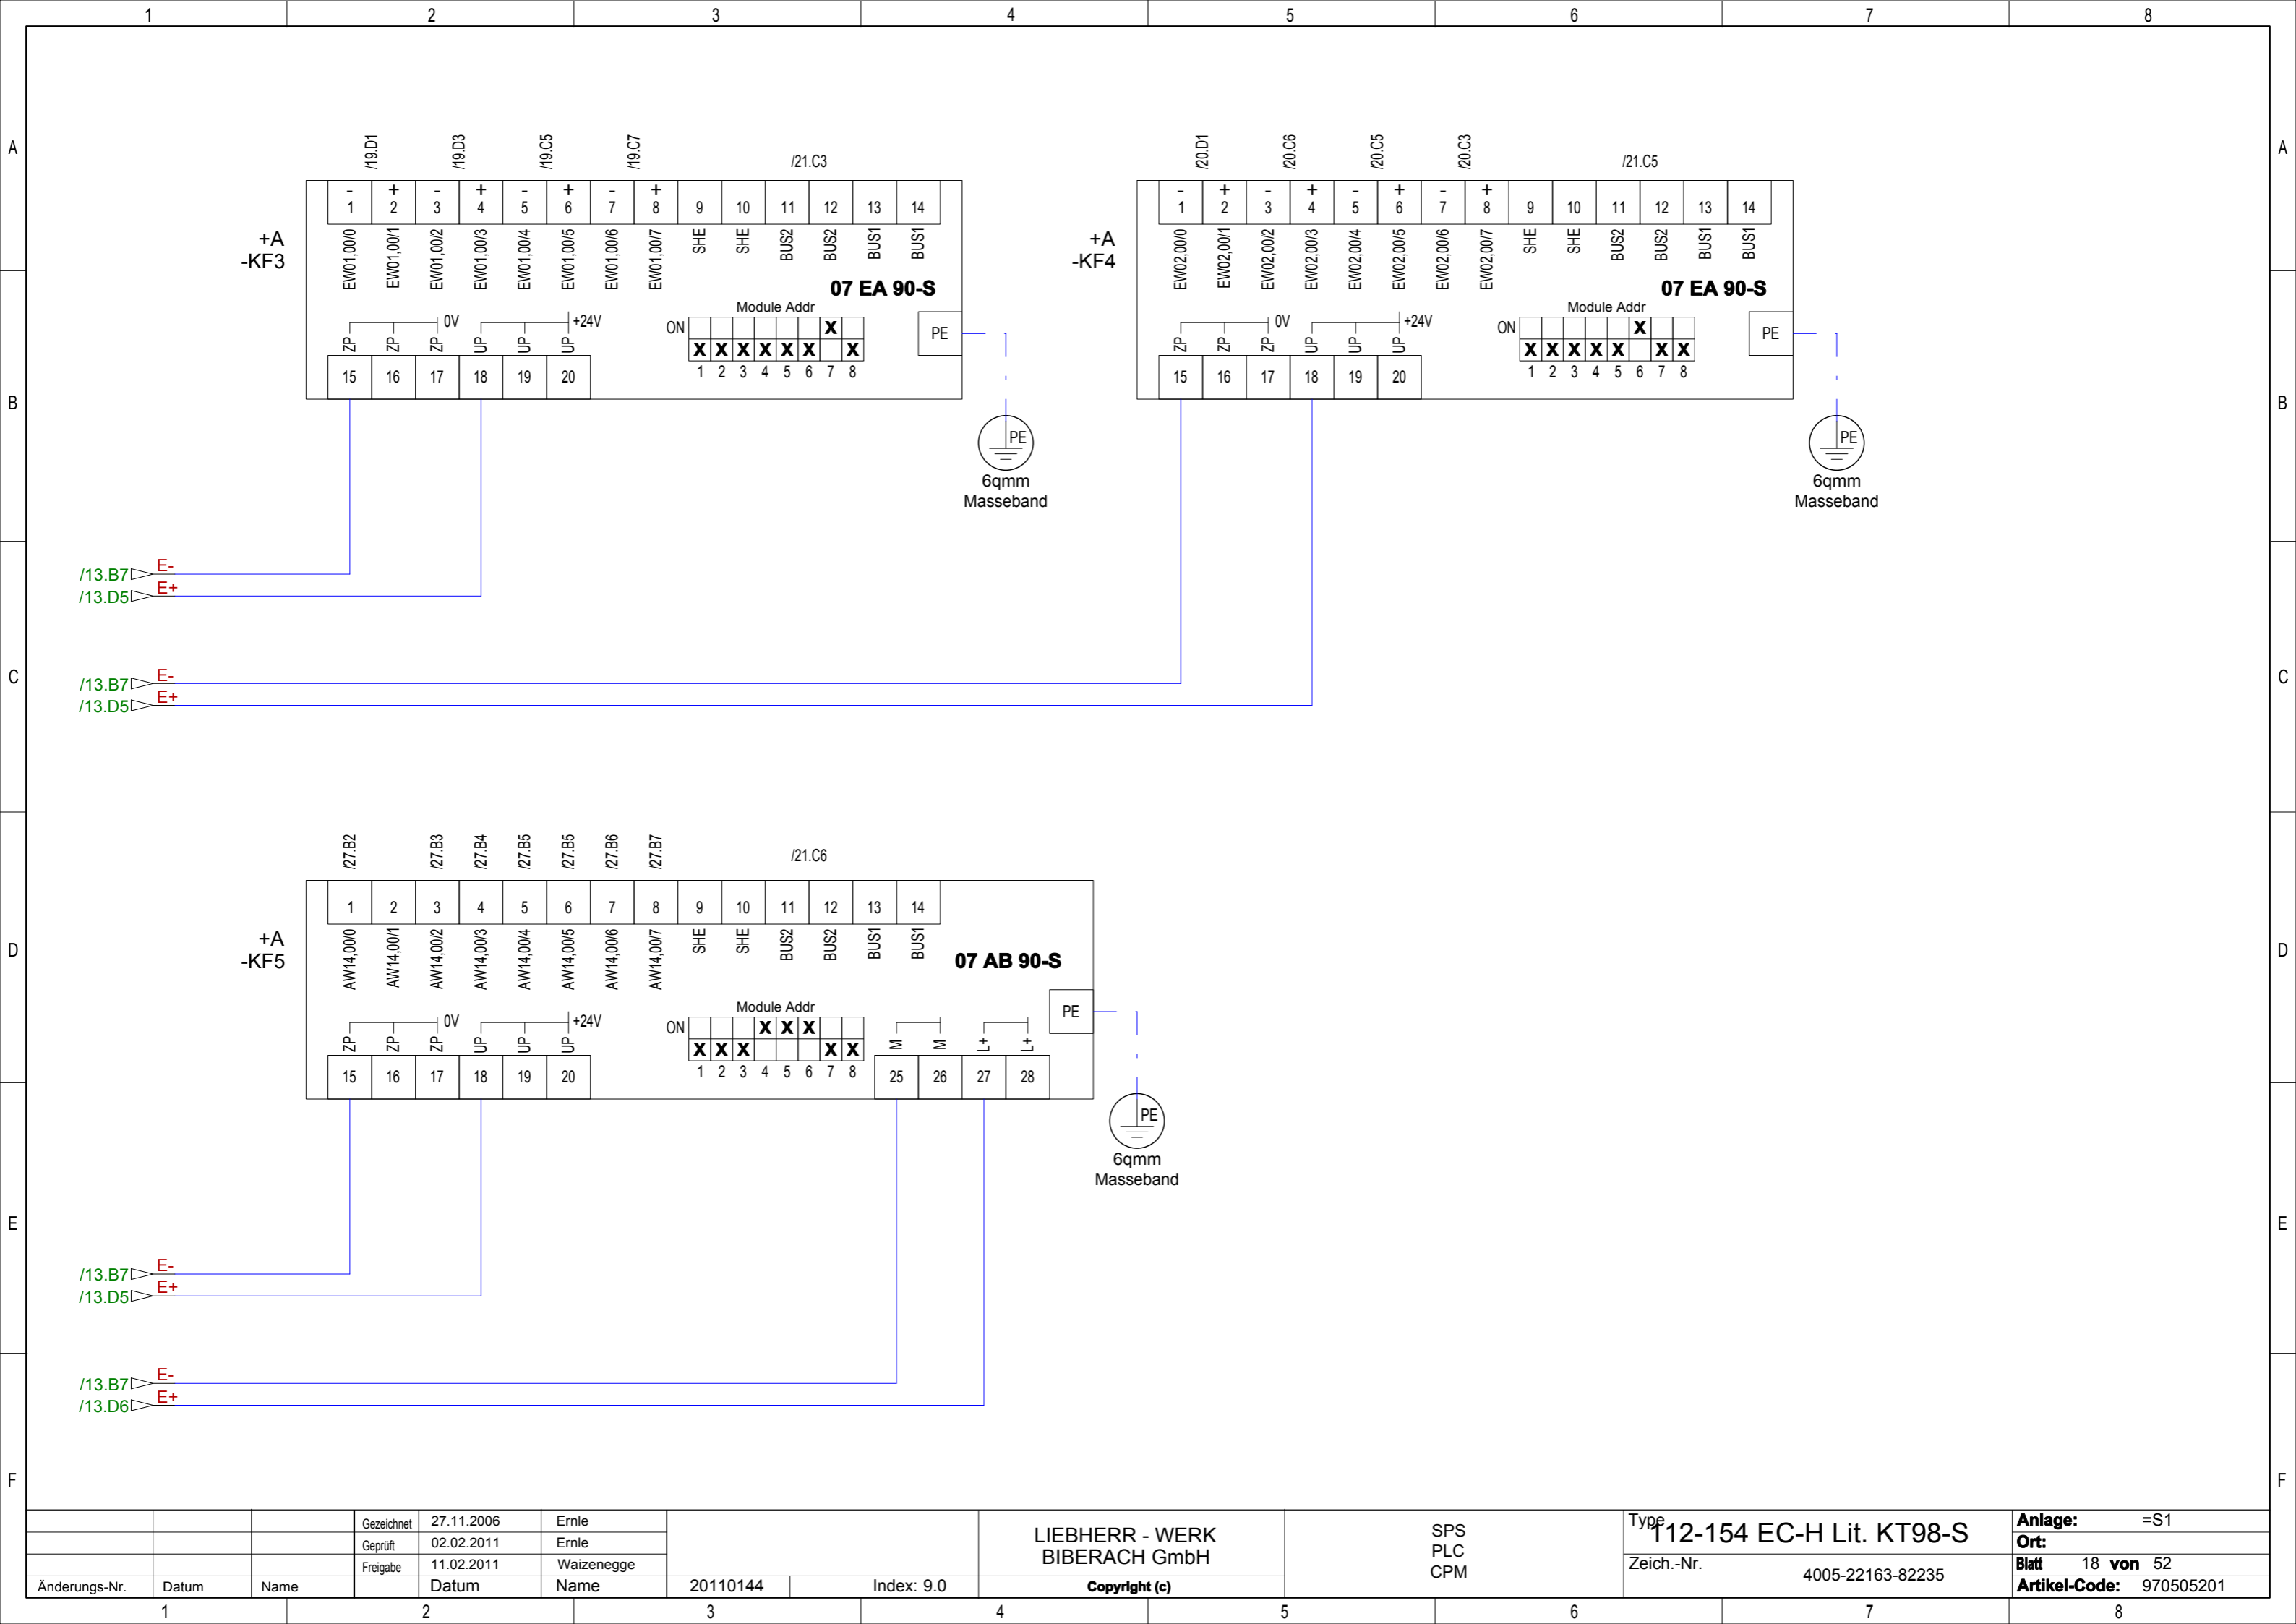 1 2 3 4 5 6 7 8
A A
/19.D1 /19.D3 /19.C5 /19.C7 /21.C3
- + - + - + - +
1 2 3 4 5 6 7 8 9 10 11 12 13 14
+A
-KF3
EW01,00/0 EW01,00/1 EW01,00/2 EW01,00/3 EW01,00/4 EW01,00/5 EW01,00/6 EW01,00/7 SHE SHE BUS2 BUS2 BUS1 BUS1
07 EA 90-S
Module Addr
0V +24V ON X PE
ZP ZP ZP UP UP UP X X X X X X X
15 16 17 18 19 20 1 2 3 4 5 6 7 8
PE
6qmm
Masseband
/20.D1 /20.C6 /20.C5 /20.C3 /21.C5
- + - + - + - +
1 2 3 4 5 6 7 8 9 10 11 12 13 14
+A
-KF4
EW02,00/0 EW02,00/1 EW02,00/2 EW02,00/3 EW02,00/4 EW02,00/5 EW02,00/6 EW02,00/7 SHE SHE BUS2 BUS2 BUS1 BUS1
07 EA 90-S
Module Addr
0V +24V ON X PE
ZP ZP ZP UP UP UP X X X X X X X
15 16 17 18 19 20 1 2 3 4 5 6 7 8
PE
6qmm
Masseband
B B
/13.B7 E-
/13.D5 E+
C C
/13.B7 E-
/13.D5 E+
/27.B2 /27.B3 /27.B4 /27.B5 /27.B5 /27.B6 /27.B7 /21.C6
1 2 3 4 5 6 7 8 9 10 11 12 13 14
+A
-KF5
AW14,00/0 AW14,00/1 AW14,00/2 AW14,00/3 AW14,00/4 AW14,00/5 AW14,00/6 AW14,00/7 SHE SHE BUS2 BUS2 BUS1 BUS1
07 AB 90-S
D D
Module Addr
0V +24V ON X X X PE
ZP ZP ZP UP UP UP X X X X X M M L+ L+
15 16 17 18 19 20 1 2 3 4 5 6 7 8 25 26 27 28
PE
6qmm
Masseband
E E
/13.B7 E-
/13.D5 E+
/13.B7 E-
/13.D6 E+
F F
Gezeichnet 27.11.2006 Ernle
Geprüft 02.02.2011 Ernle
Freigabe 11.02.2011 Waizenegge
Änderungs-Nr. Datum Name Datum Name 20110144 Index: 9.0
LIEBHERR - WERK
BIBERACH GmbH
Copyright (c)
SPS
PLC
CPM
Type
112-154 EC-H Lit. KT98-S
Zeich.-Nr. 4005-22163-82235
Anlage: =S1
Ort:
Blatt 18 von 52
Artikel-Code: 970505201
1 2 3 4 5 6 7 8